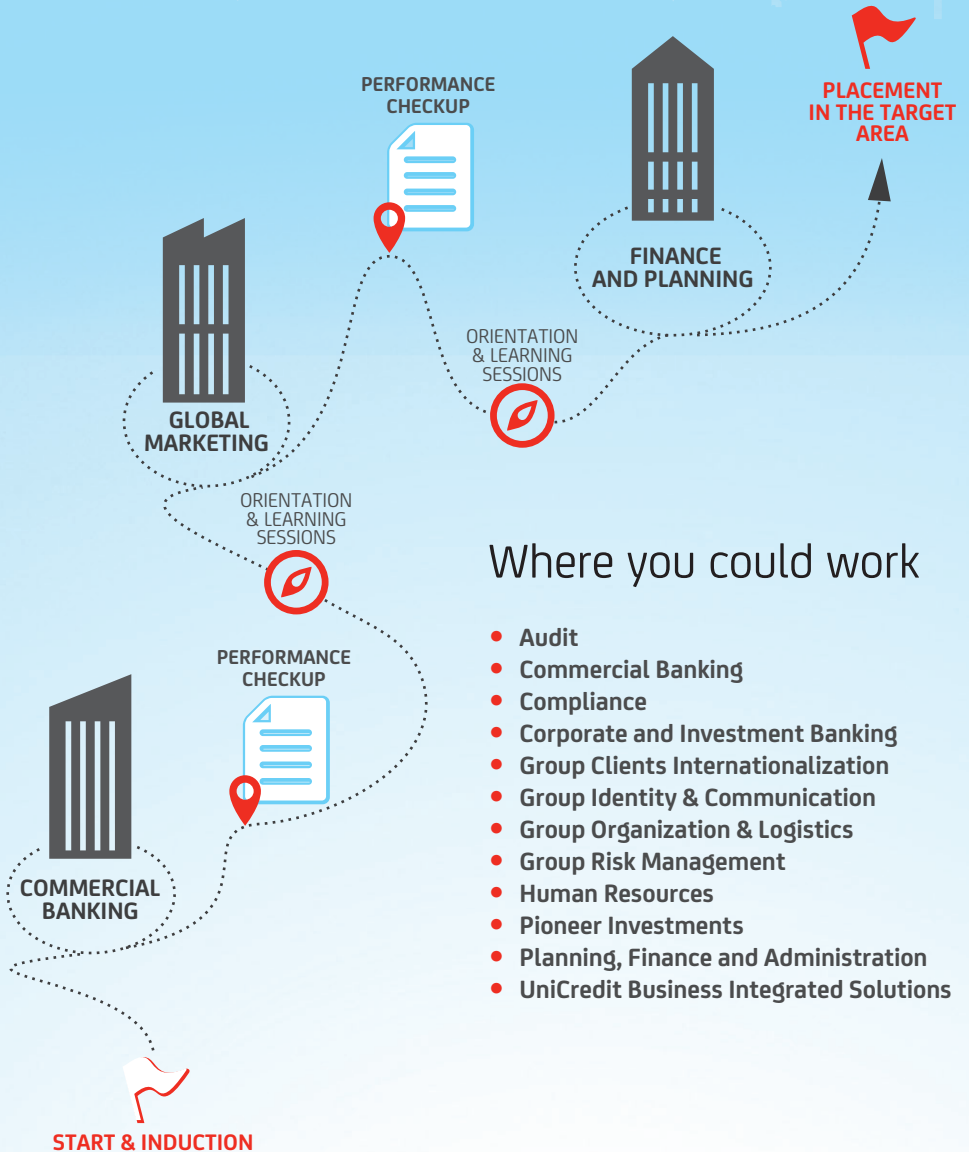 PERFORMANCE
CHECKUP
PLACEMENT
IN THE TARGET
AREA
FINANCE
AND PLANNING
ORIENTATION
& LEARNING
SESSIONS
GLOBAL
MARKETING
ORIENTATION
& LEARNING
SESSIONS
PERFORMANCE
CHECKUP
COMMERCIAL
BANKING
START & INDUCTION
Where you could work
• Audit
• Commercial Banking
• Compliance
• Corporate and Investment Banking
• Group Clients Internationalization
• Group Identity & Communication
• Group Organization & Logistics
• Group Risk Management
• Human Resources
• Pioneer Investments
• Planning, Finance and Administration
• UniCredit Business Integrated Solutions